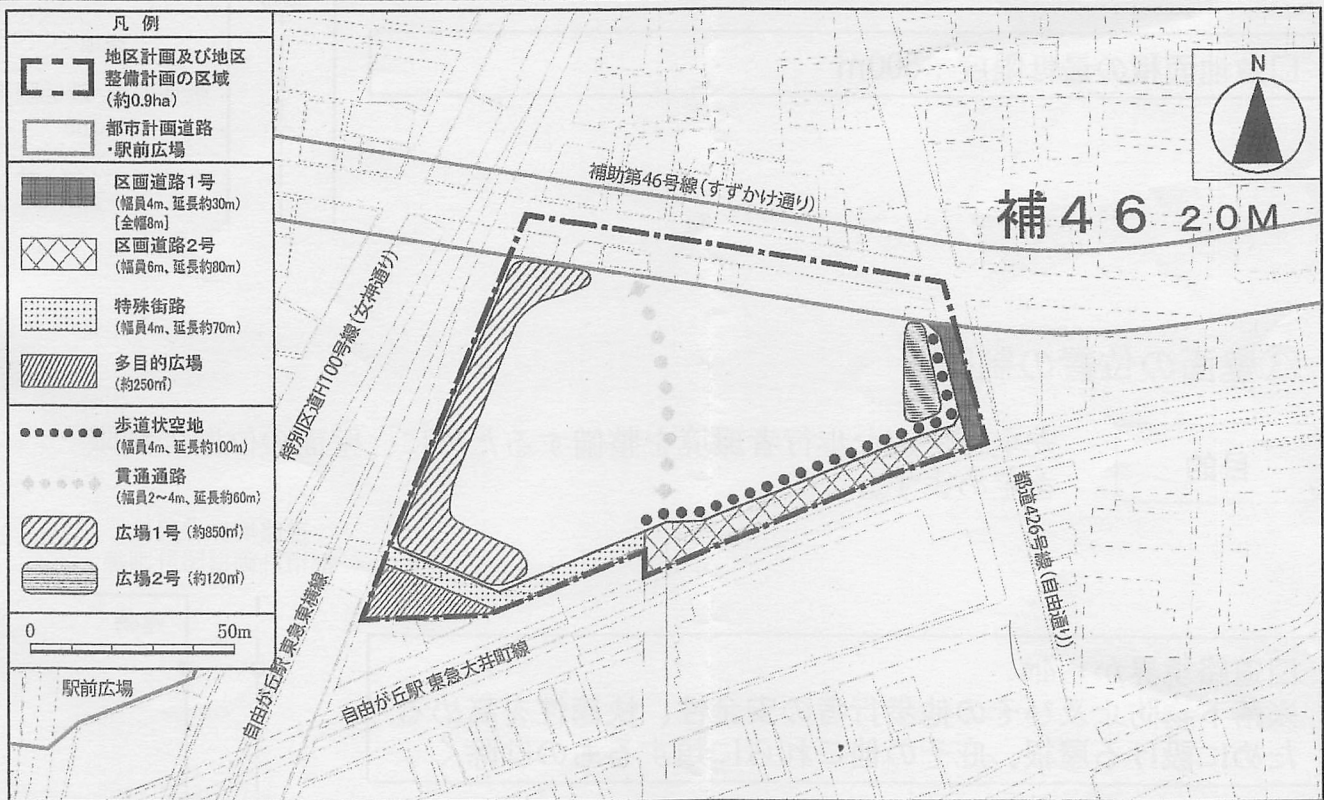 凡例
地区計画及び地区
整備計画の区域
(約0.9ha)
都市計画道路
・駅前広場
区画道路1号
(幅員4m、延長約30m)
[全幅8m]
区画道路2号
(幅員6m、延長約80m)
特殊街路
(幅員4m、延長約70m)
多目的広場
(約250㎡)
歩道状空地
(幅員4m、延長約100m)
貫通通路
(幅員2～4m、延長約60m)
広場1号 (約850㎡)
広場2号 (約120㎡)
0 50m
駅前広場
N
補助第46号線(すずかけ通り)
補46 20M
特別区道H100号線(女神通り)
都道426号線(自由通り)
自由が丘駅 東急東横線
自由が丘駅 東急大井町線